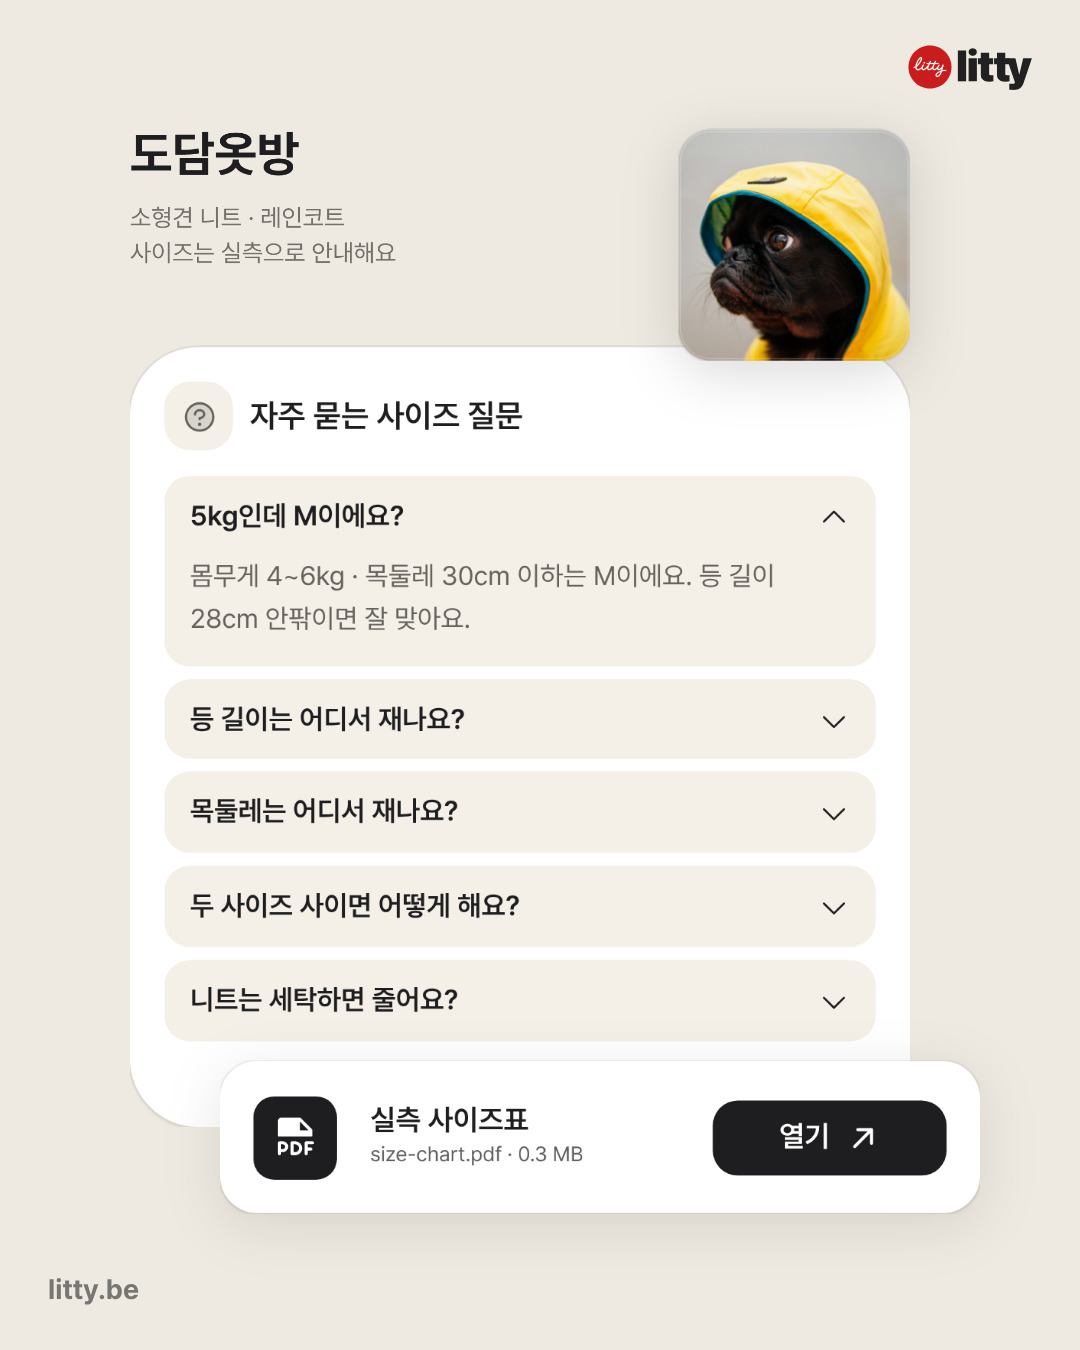 litty litty
도담옷방
소형견 니트 · 레인코트
사이즈는 실측으로 안내해요
자주 묻는 사이즈 질문
5kg인데 M이에요?
몸무게 4~6kg · 목둘레 30cm 이하는 M이에요. 등 길이
28cm 안팎이면 잘 맞아요.
등 길이는 어디서 재나요?
목둘레는 어디서 재나요?
두 사이즈 사이면 어떻게 해요?
니트는 세탁하면 줄어요?
PDF
실측 사이즈표
size-chart.pdf · 0.3 MB
열기
litty.be